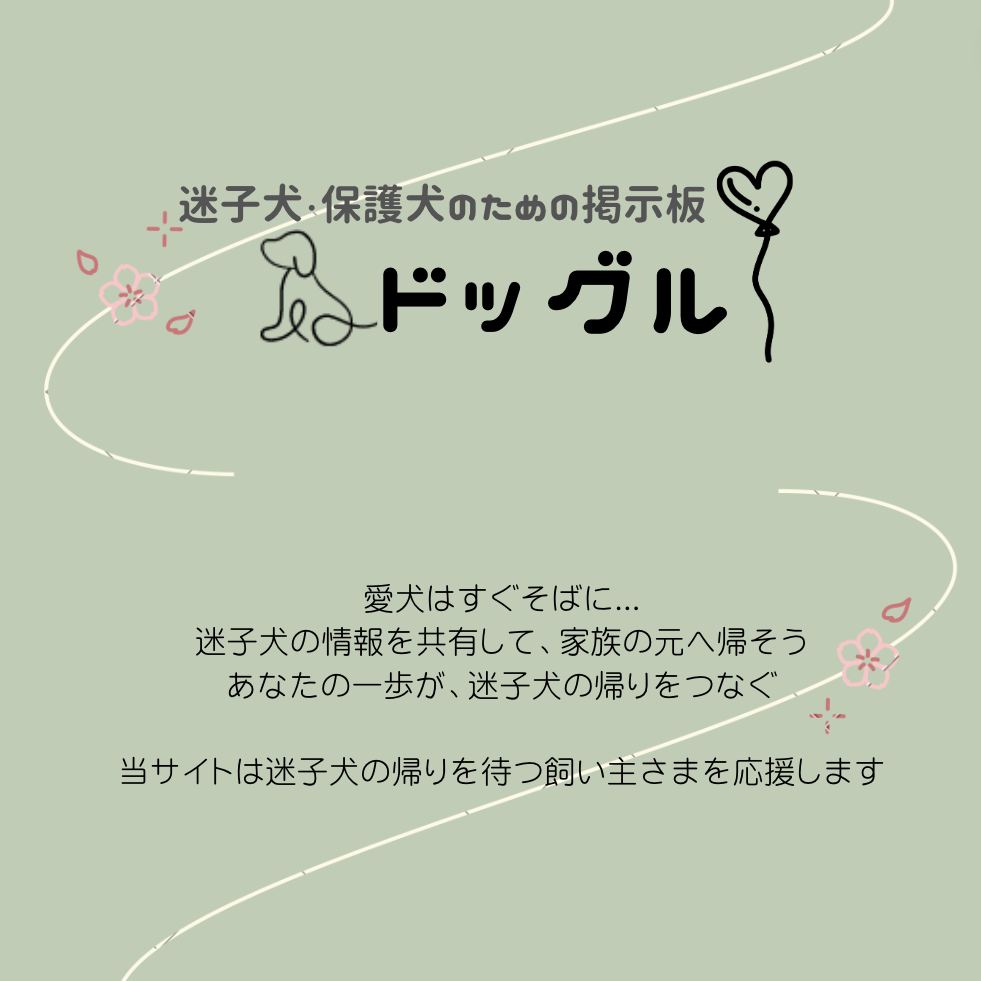 迷子犬·保護犬のための掲示板
ドッグル
愛犬はすぐそばに...
迷子犬の情報を共有して、家族の元へ帰そう
あなたの一歩が、迷子犬の帰りをつなぐ
当サイトは迷子犬の帰りを待つ飼い主さまを応援します